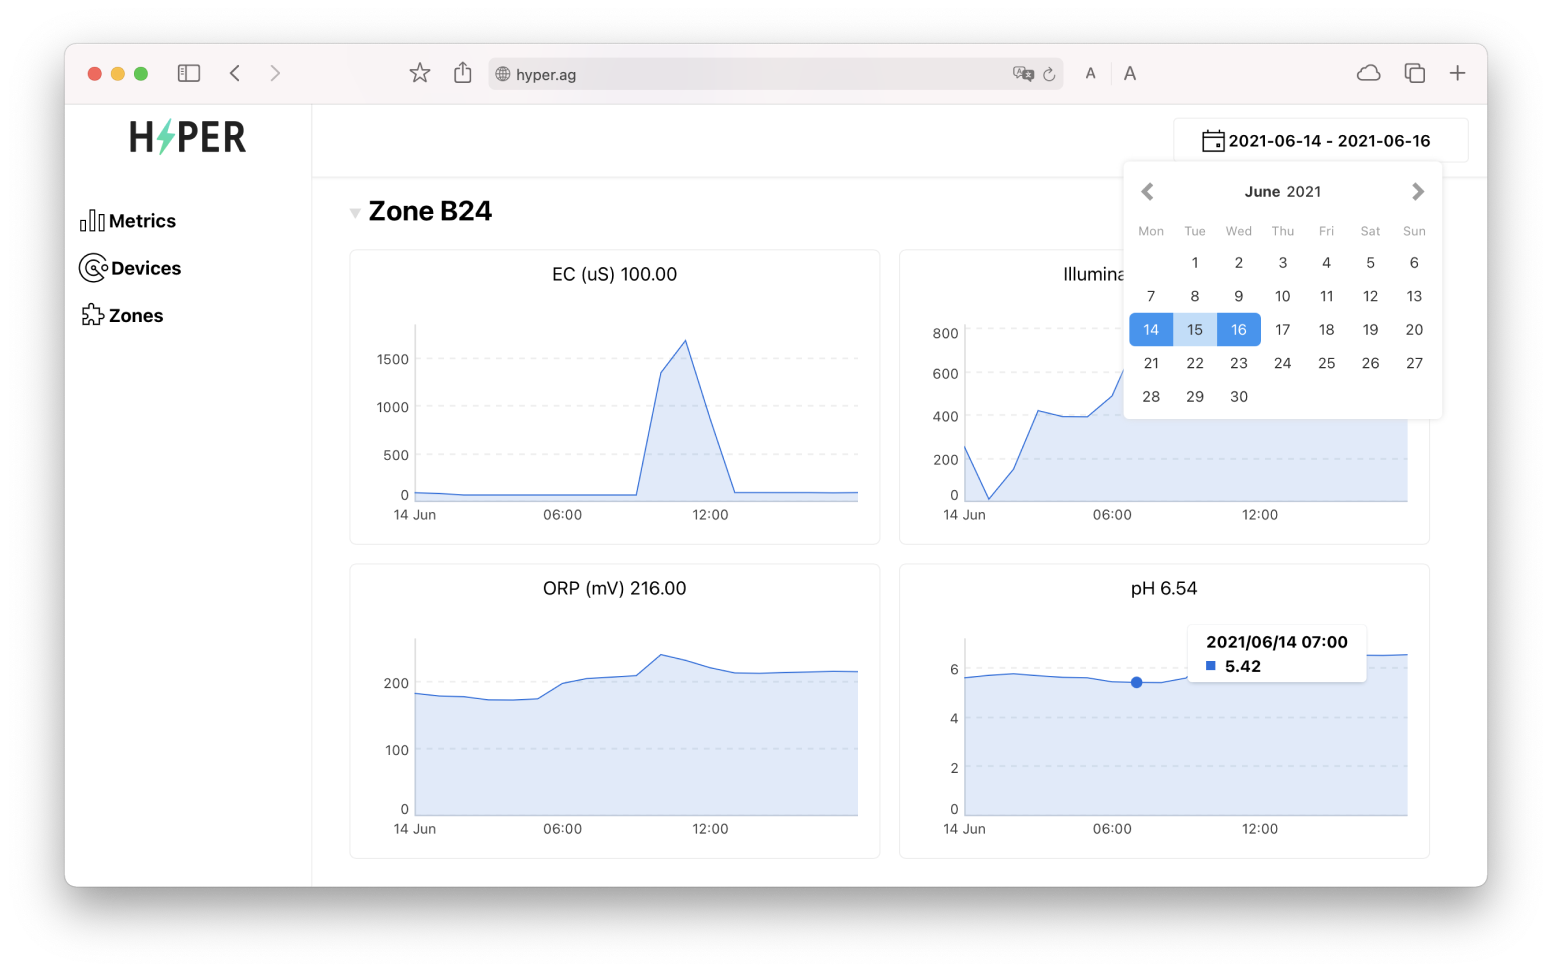 hyper.ag
A A
HYPER
2021-06-14 - 2021-06-16
Metrics
Devices
Zones
Zone B24
June 2021
Mon Tue Wed Thu Fri Sat Sun
1 2 3 4 5 6
7 8 9 10 11 12 13
14 15 16 17 18 19 20
21 22 23 24 25 26 27
28 29 30
EC (uS) 100.00
1500
1000
500
0
14 Jun 06:00 12:00
Illumina
800
600
400
200
0
14 Jun 06:00 12:00
ORP (mV) 216.00
200
100
0
14 Jun 06:00 12:00
pH 6.54
2021/06/14 07:00
5.42
6
4
2
0
14 Jun 06:00 12:00